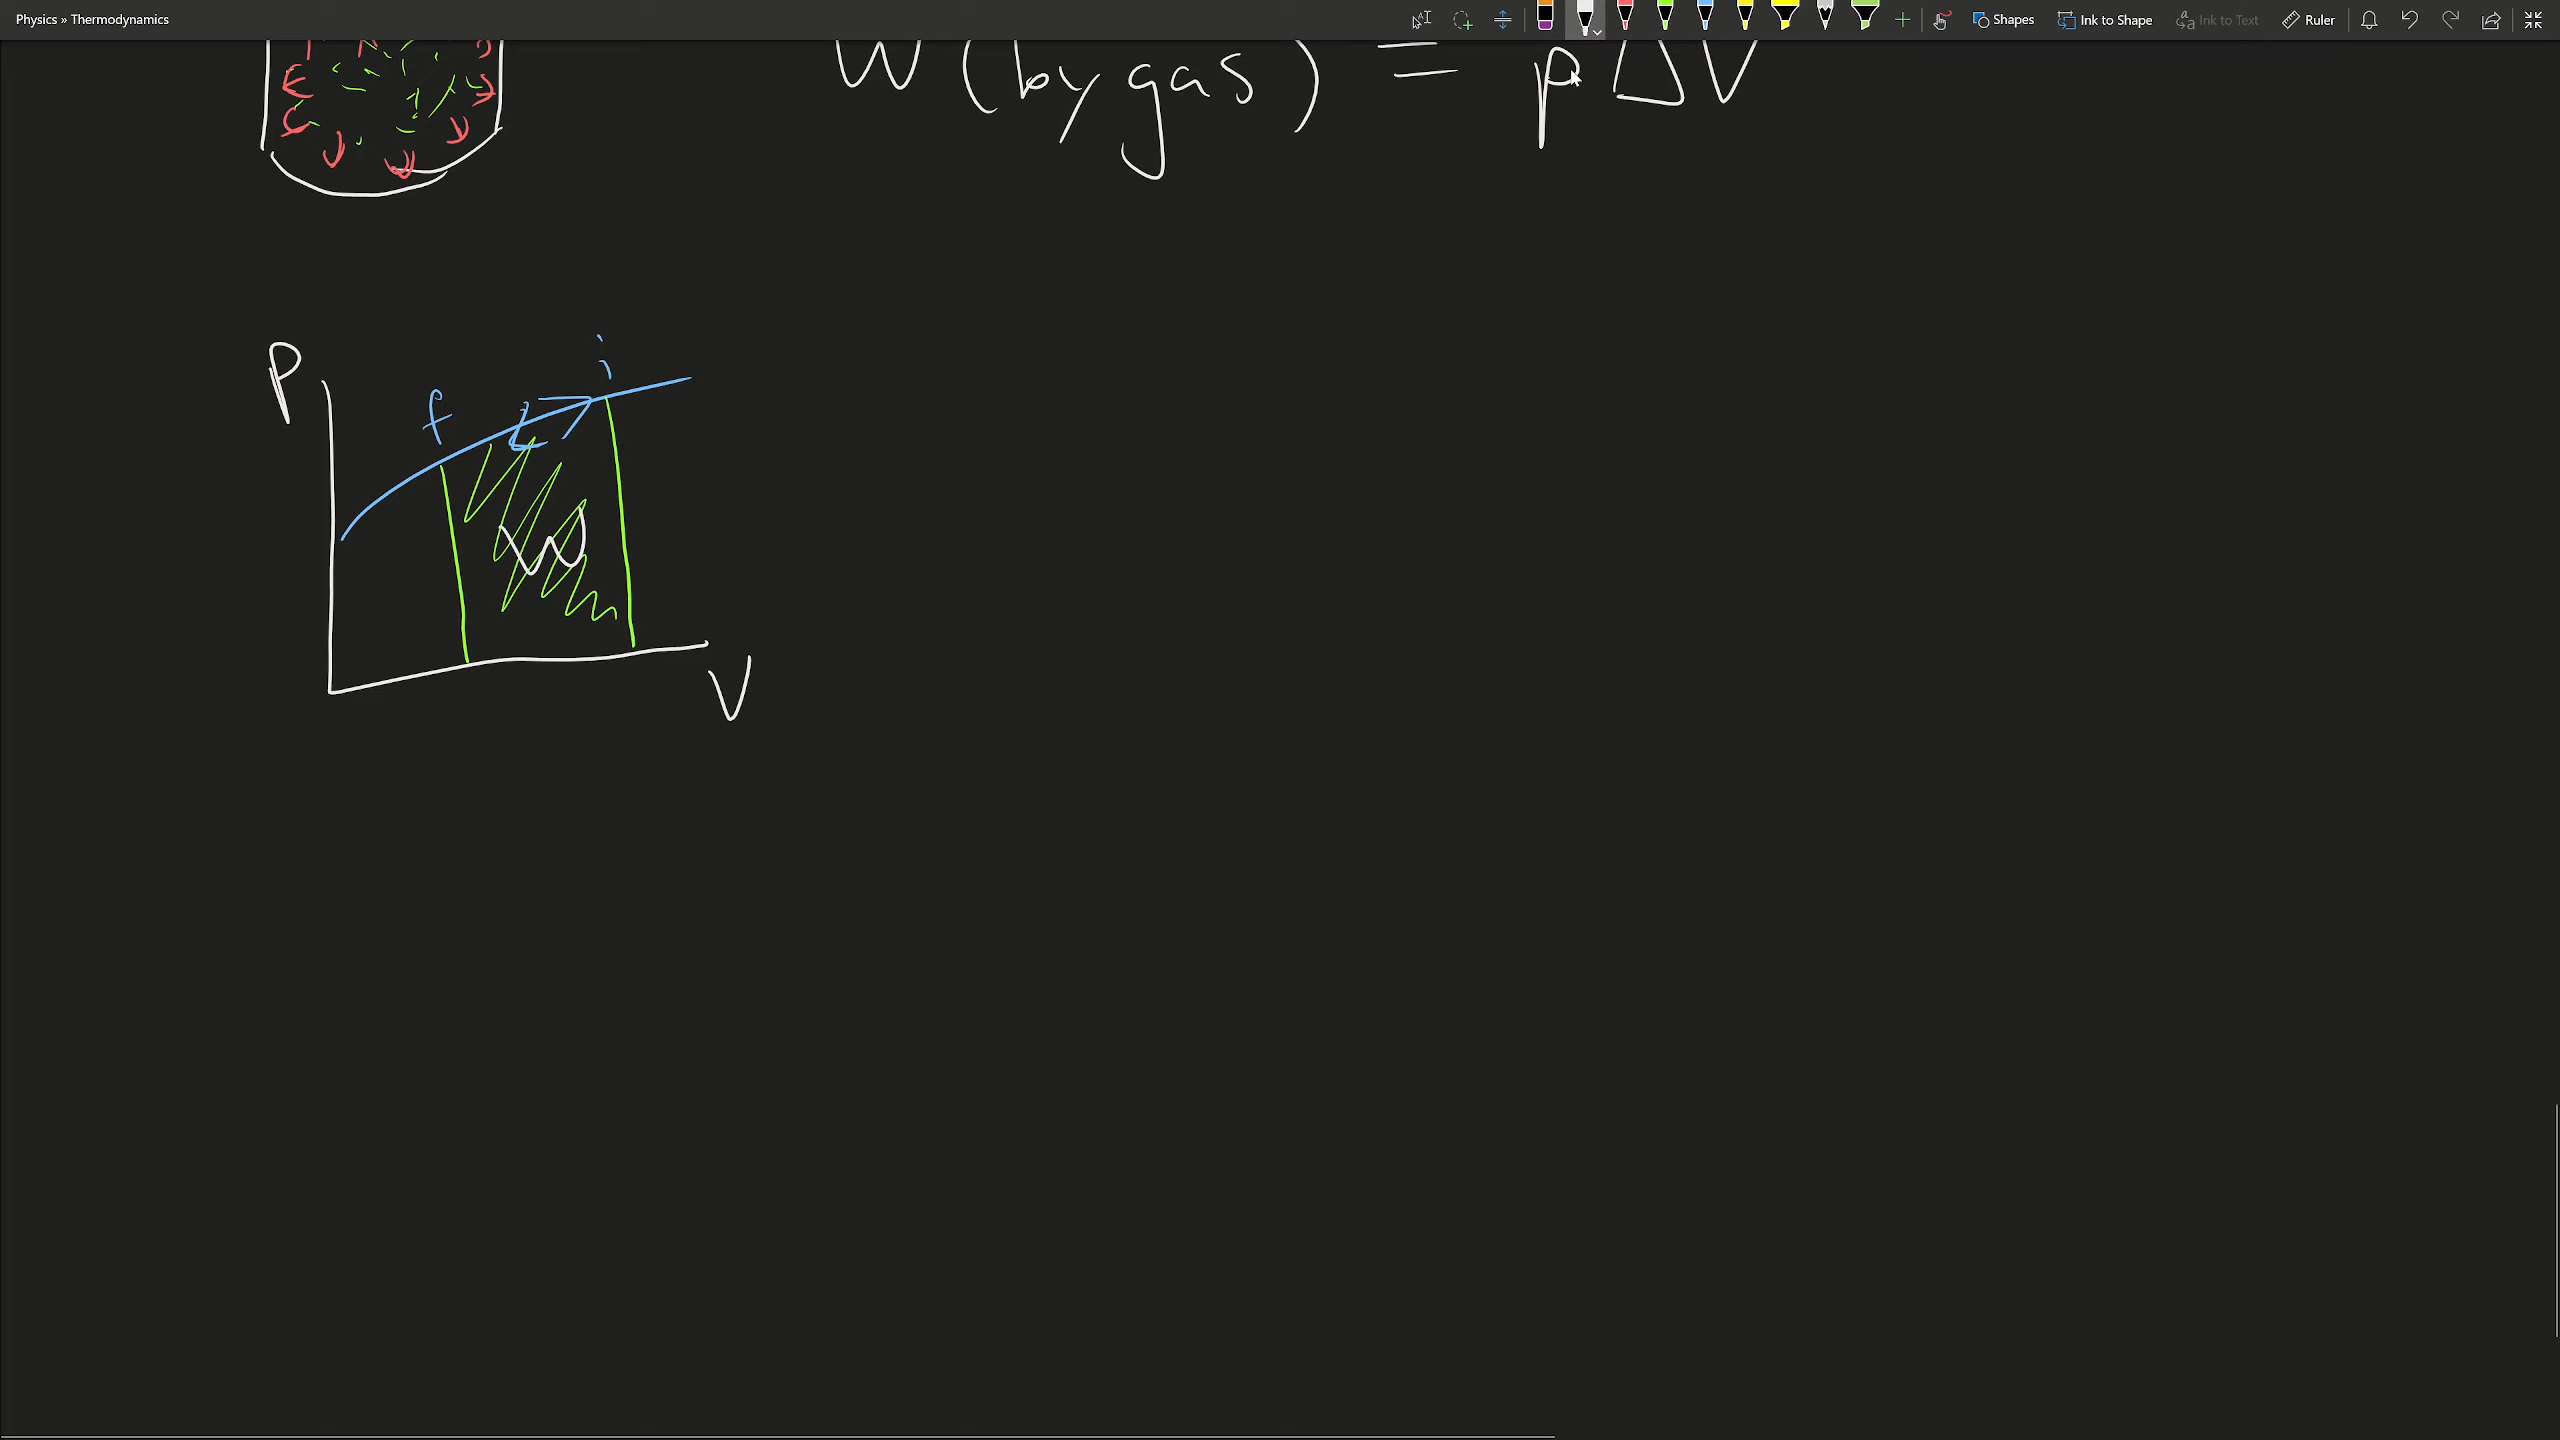 Physics » Thermodynamics
Shapes
Ink to Shape
Ink to Text
Ruler
W (by gas) = pΔV
P
f
i
W
V